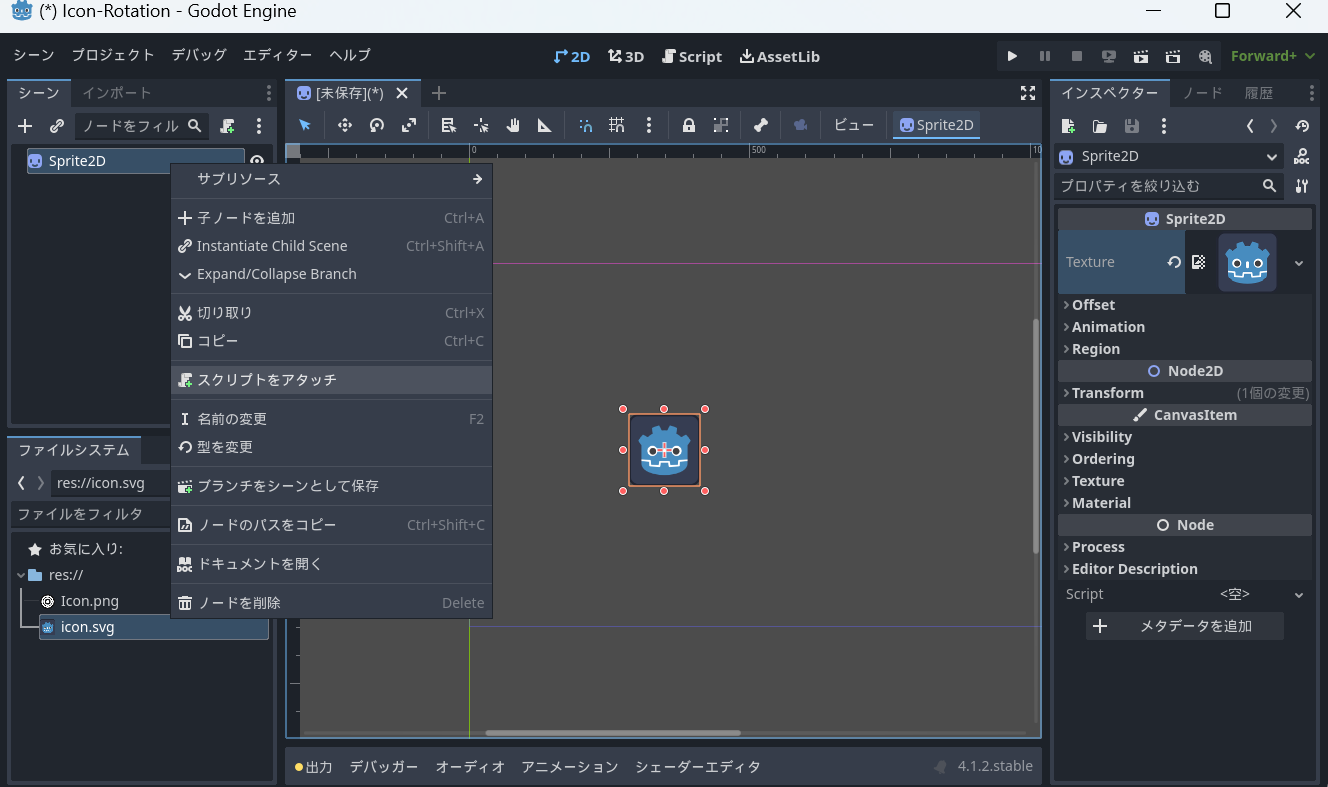 (*) Icon-Rotation - Godot Engine
シーン プロジェクト デバッグ エディター ヘルプ
2D 3D Script AssetLib
Forward+
シーン インポート
ノードをフィル
Sprite2D
サブリソース
子ノードを追加 Ctrl+A
Instantiate Child Scene Ctrl+Shift+A
Expand/Collapse Branch
切り取り Ctrl+X
コピー Ctrl+C
スクリプトをアタッチ
名前の変更 F2
型を変更
ブランチをシーンとして保存
ノードのパスをコピー Ctrl+Shift+C
ドキュメントを開く
ノードを削除 Delete
ファイルシステム
res://icon.svg
ファイルをフィルタ
お気に入り:
res://
Icon.png
icon.svg
[未保存](*)
ビュー Sprite2D
0 500 10
出力 デバッガー オーディオ アニメーション シェーダーエディタ
4.1.2.stable
インスペクター ノード 履歴
Sprite2D
DOC
プロパティを絞り込む
Sprite2D
Texture
Offset
Animation
Region
Node2D
Transform (1個の変更)
CanvasItem
Visibility
Ordering
Texture
Material
Node
Process
Editor Description
Script <空>
メタデータを追加